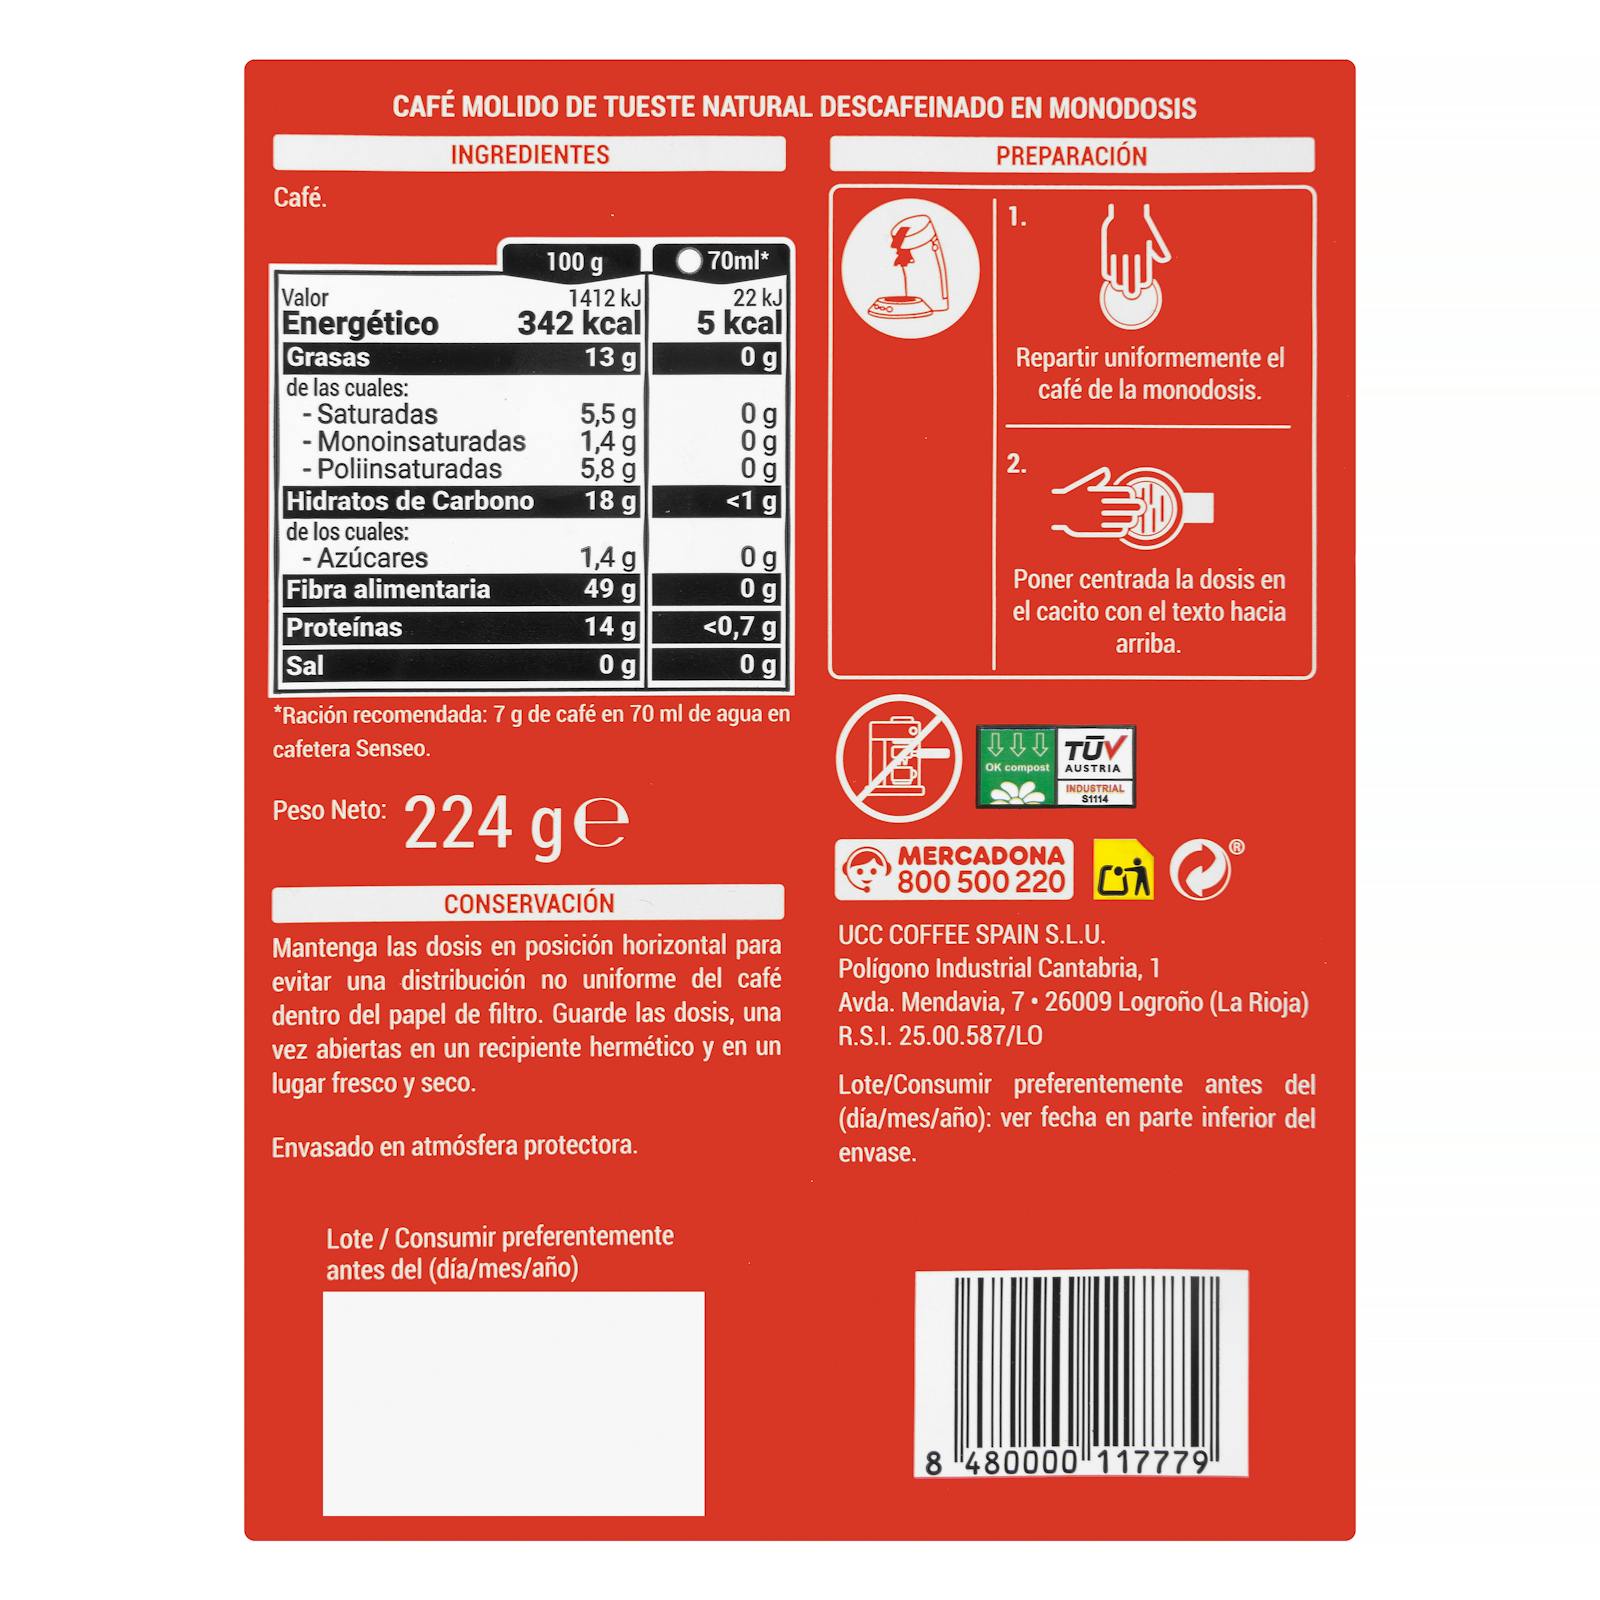 CAFÉ MOLIDO DE TUESTE NATURAL DESCAFEINADO EN MONODOSIS
INGREDIENTES
Café.
100 g 70ml*
Valor 1412 kJ 22 kJ
Energético 342 kcal 5 kcal
Grasas 13 g 0 g
de las cuales:
- Saturadas 5,5 g 0 g
- Monoinsaturadas 1,4 g 0 g
- Poliinsaturadas 5,8 g 0 g
Hidratos de Carbono 18 g <1 g
de los cuales:
- Azúcares 1,4 g 0 g
Fibra alimentaria 49 g 0 g
Proteínas 14 g <0,7 g
Sal 0 g 0 g
*Ración recomendada: 7 g de café en 70 ml de agua en
cafetera Senseo.
Peso Neto: 224 g e
CONSERVACIÓN
Mantenga las dosis en posición horizontal para
evitar una distribución no uniforme del café
dentro del papel de filtro. Guarde las dosis, una
vez abiertas en un recipiente hermético y en un
lugar fresco y seco.
Envasado en atmósfera protectora.
Lote / Consumir preferentemente
antes del (día/mes/año)
PREPARACIÓN
1.
Repartir uniformemente el
café de la monodosis.
2.
Poner centrada la dosis en
el cacito con el texto hacia
arriba.
OK compost
TÜV
AUSTRIA
INDUSTRIAL
S1114
MERCADONA
800 500 220
®
UCC COFFEE SPAIN S.L.U.
Polígono Industrial Cantabria, 1
Avda. Mendavia, 7 • 26009 Logroño (La Rioja)
R.S.I. 25.00.587/LO
Lote/Consumir preferentemente antes del
(día/mes/año): ver fecha en parte inferior del
envase.
8 480000 117779